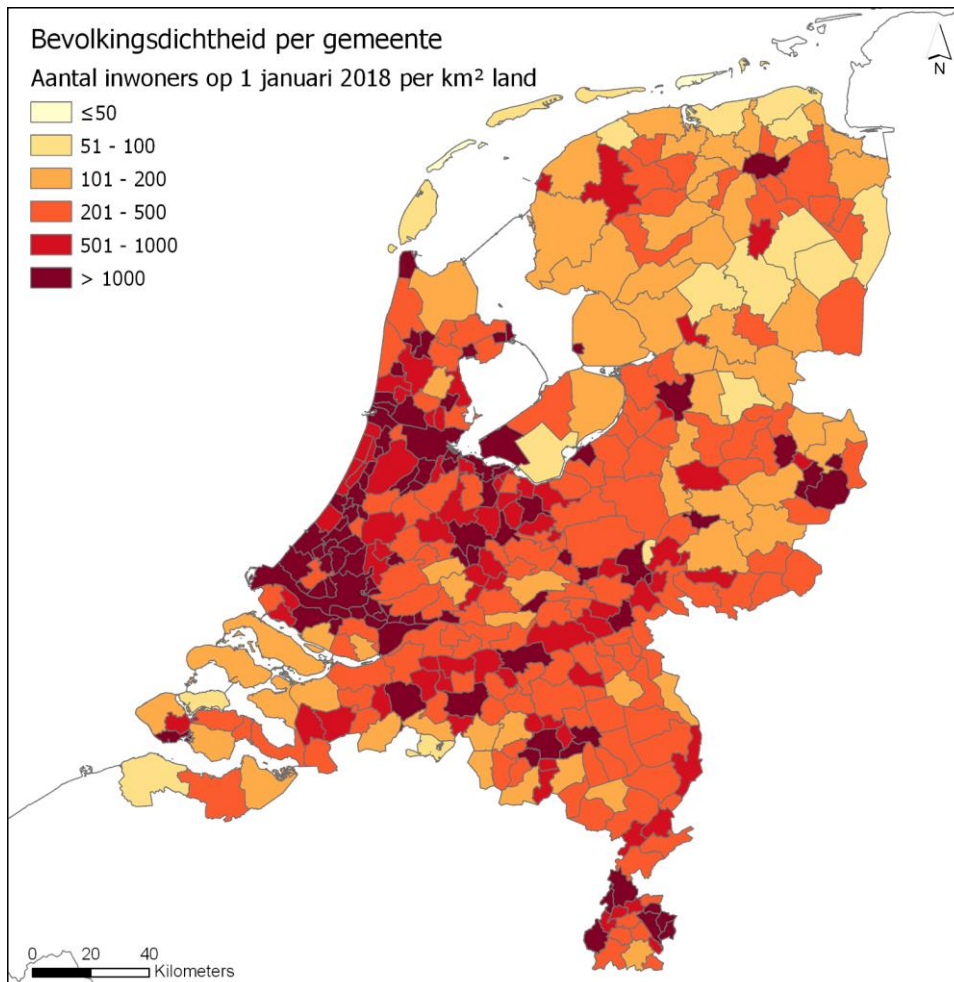 Bevolkingsdichtheid per gemeente
Aantal inwoners op 1 januari 2018 per km² land
≤50
51 - 100
101 - 200
201 - 500
501 - 1000
> 1000
N
0 20 40
Kilometers